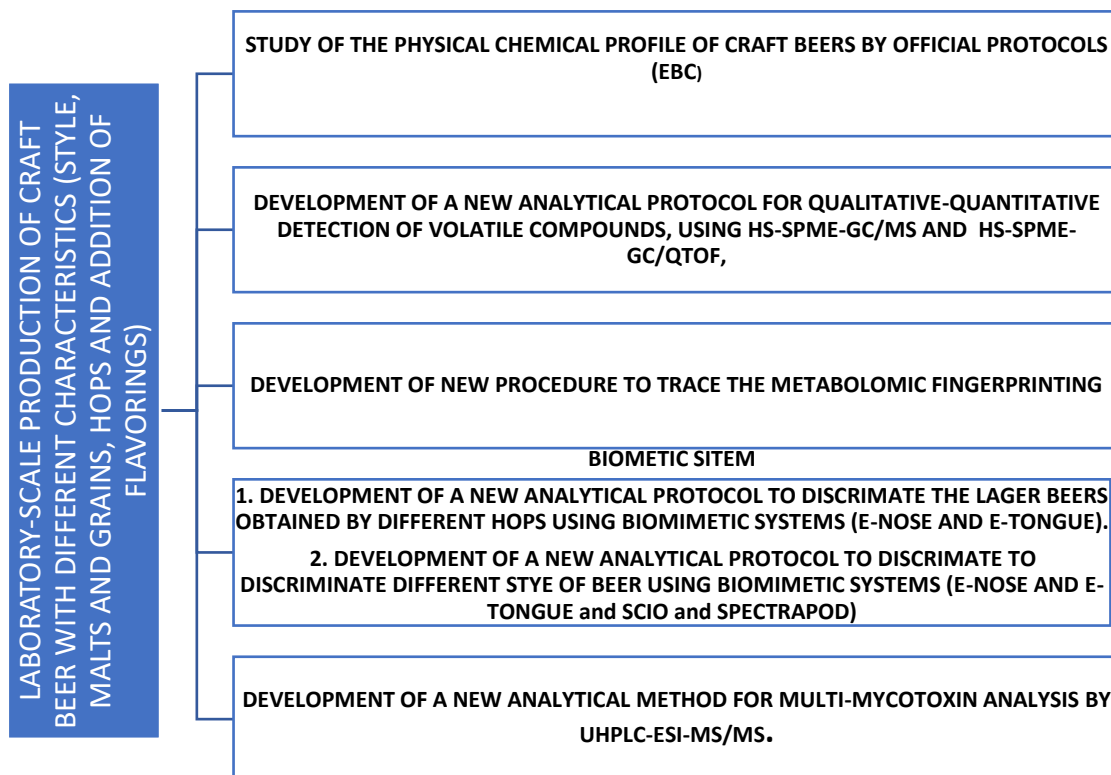 LABORATORY-SCALE PRODUCTION OF CRAFT
BEER WITH DIFFERENT CHARACTERISTICS (STYLE,
MALTS AND GRAINS, HOPS AND ADDITION OF
FLAVORINGS)
STUDY OF THE PHYSICAL CHEMICAL PROFILE OF CRAFT BEERS BY OFFICIAL PROTOCOLS
(EBC)
DEVELOPMENT OF A NEW ANALYTICAL PROTOCOL FOR QUALITATIVE-QUANTITATIVE
DETECTION OF VOLATILE COMPOUNDS, USING HS-SPME-GC/MS AND HS-SPME-
GC/QTOF,
DEVELOPMENT OF NEW PROCEDURE TO TRACE THE METABOLOMIC FINGERPRINTING
BIOMETIC SITEM
1. DEVELOPMENT OF A NEW ANALYTICAL PROTOCOL TO DISCRIMATE THE LAGER BEERS
OBTAINED BY DIFFERENT HOPS USING BIOMIMETIC SYSTEMS (E-NOSE AND E-TONGUE).
2. DEVELOPMENT OF A NEW ANALYTICAL PROTOCOL TO DISCRIMATE TO
DISCRIMINATE DIFFERENT STYE OF BEER USING BIOMIMETIC SYSTEMS (E-NOSE AND E-
TONGUE and SCIO and SPECTRAPOD)
DEVELOPMENT OF A NEW ANALYTICAL METHOD FOR MULTI-MYCOTOXIN ANALYSIS BY
UHPLC-ESI-MS/MS.